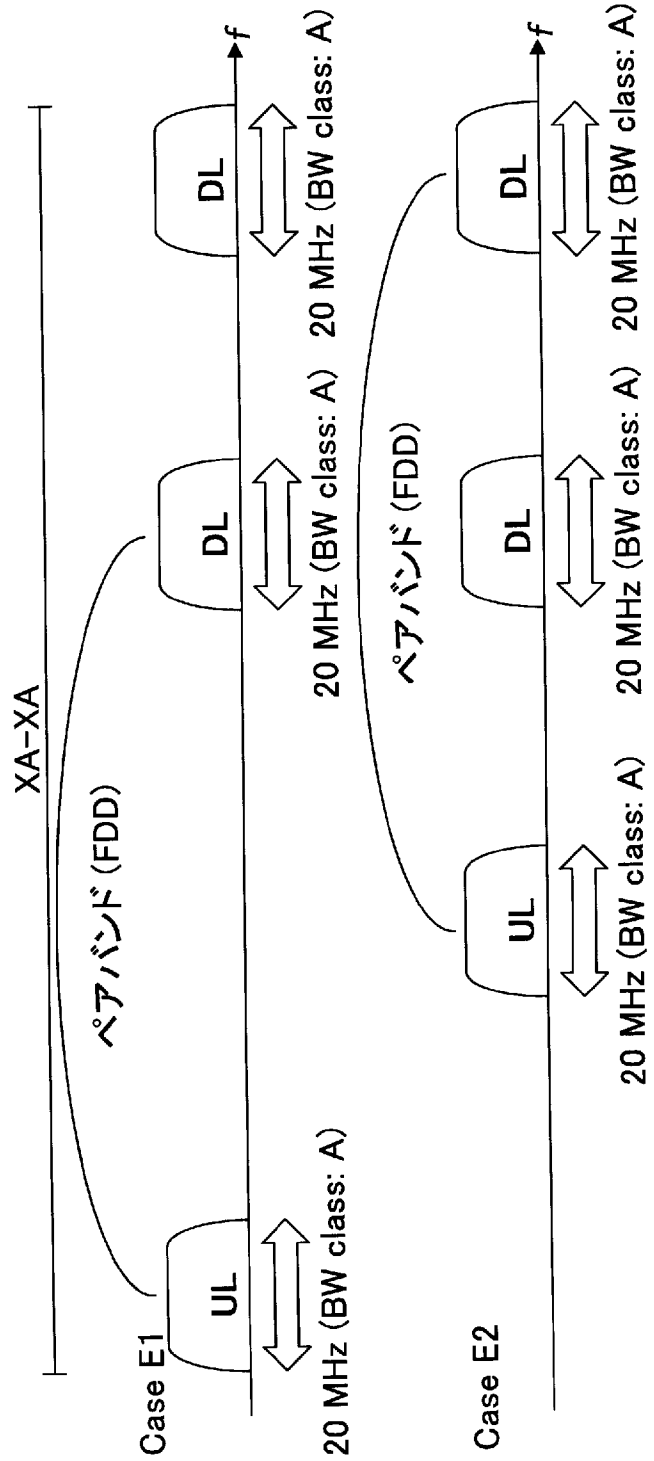 XA-XA
Case E1
ペアバンド (FDD)
UL
DL
DL
f
20 MHz (BW class: A)
20 MHz (BW class: A)
20 MHz (BW class: A)
Case E2
ペアバンド (FDD)
UL
DL
DL
f
20 MHz (BW class: A)
20 MHz (BW class: A)
20 MHz (BW class: A)